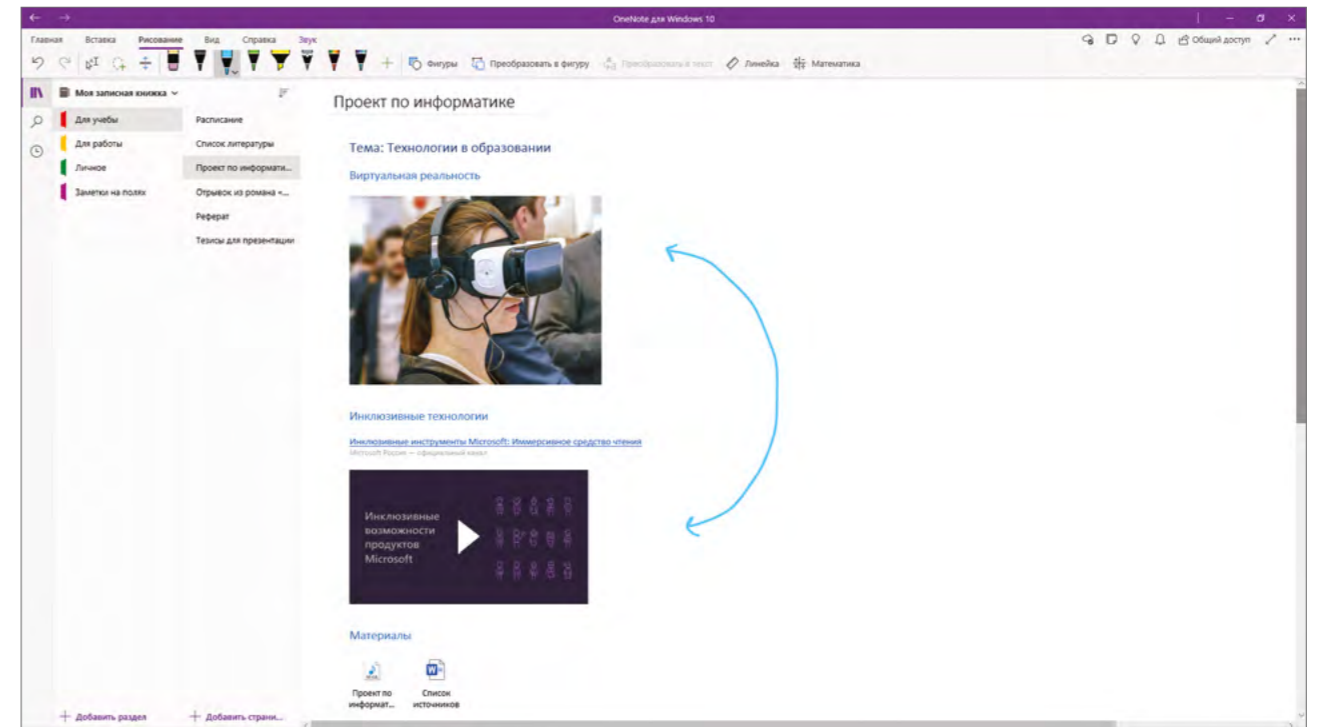 OneNote для Windows 10
Главная Вставка Рисование Вид Справка Звук
Общий доступ
Фигуры Преобразовать в фигуру Преобразовать в текст Линейка Математика
Моя записная книжка
Для учебы
Для работы
Личное
Заметки на полях
Добавить раздел
Расписание
Список литературы
Проект по информати...
Отрывок из романа «...
Реферат
Тезисы для презентации
Добавить страни...
Проект по информатике
Тема: Технологии в образовании
Виртуальная реальность
Инклюзивные технологии
Инклюзивные инструменты Microsoft: Иммерсивное средство чтения
Microsoft Россия — официальный канал
Инклюзивные
возможности
продуктов
Microsoft
Материалы
Проект по
информат...
Список
источников